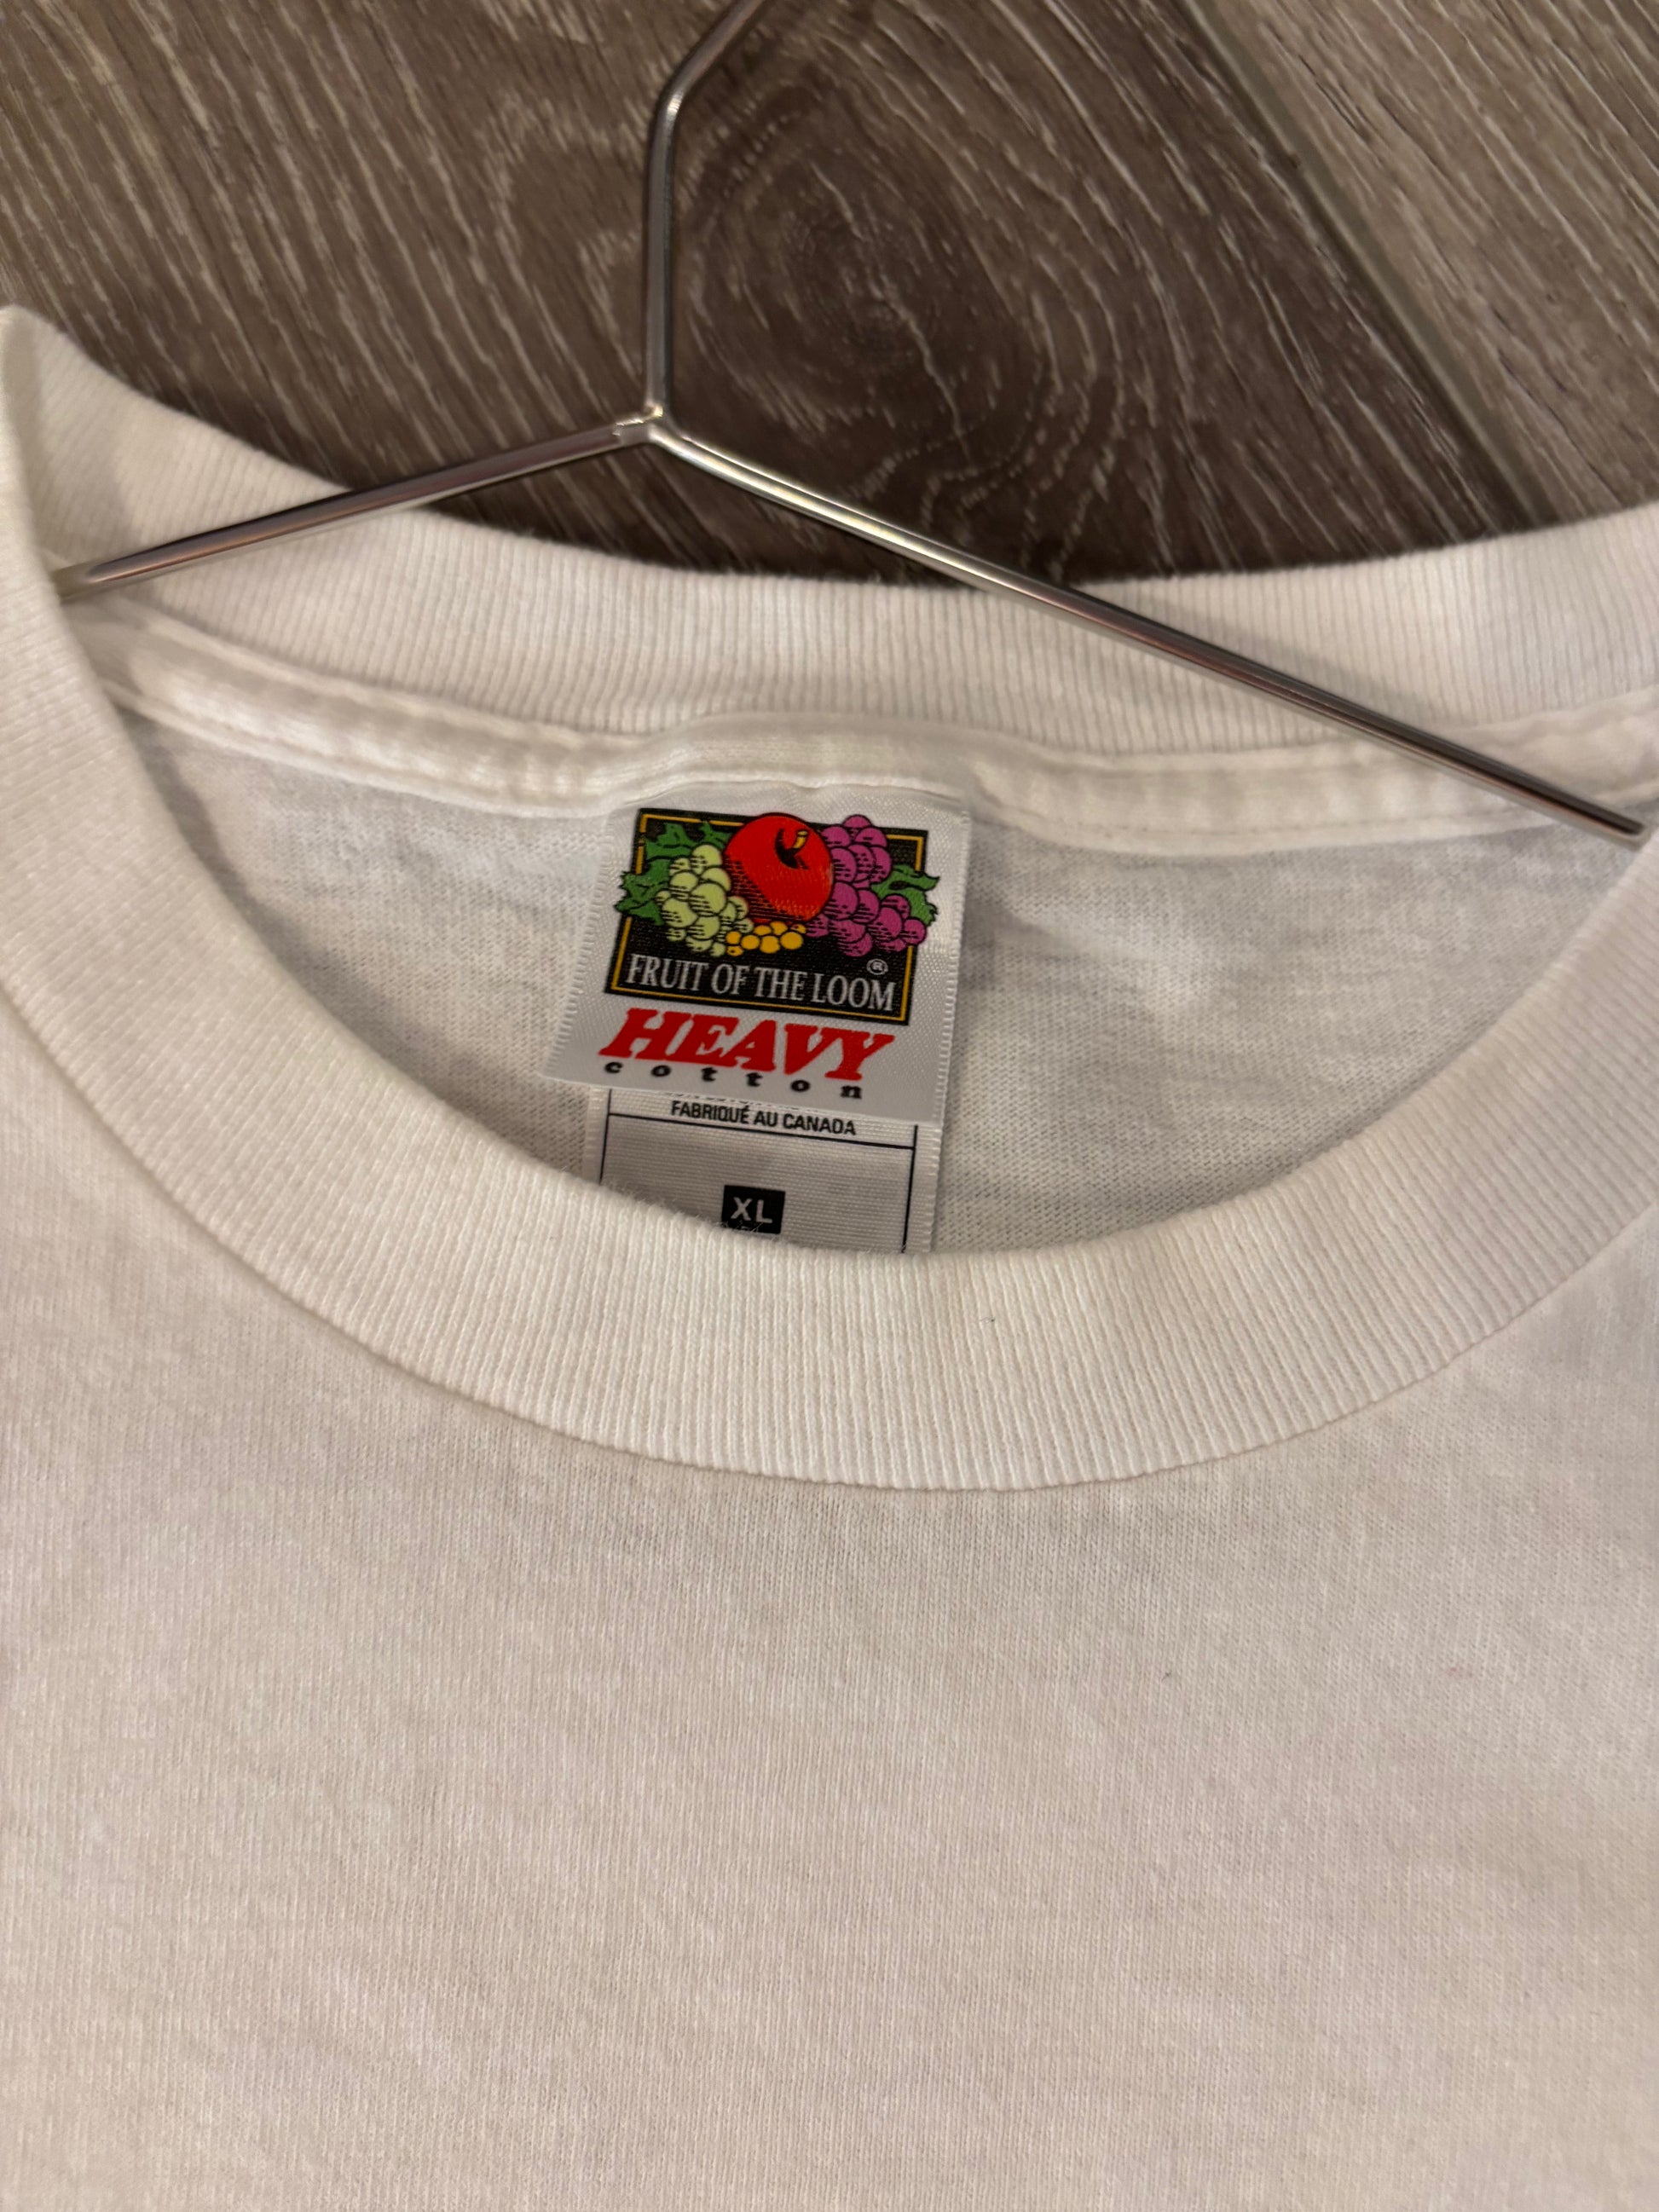 FRUIT OF THE LOOM ®
HEAVY
cotton
FABRIQUÉ AU CANADA
XL